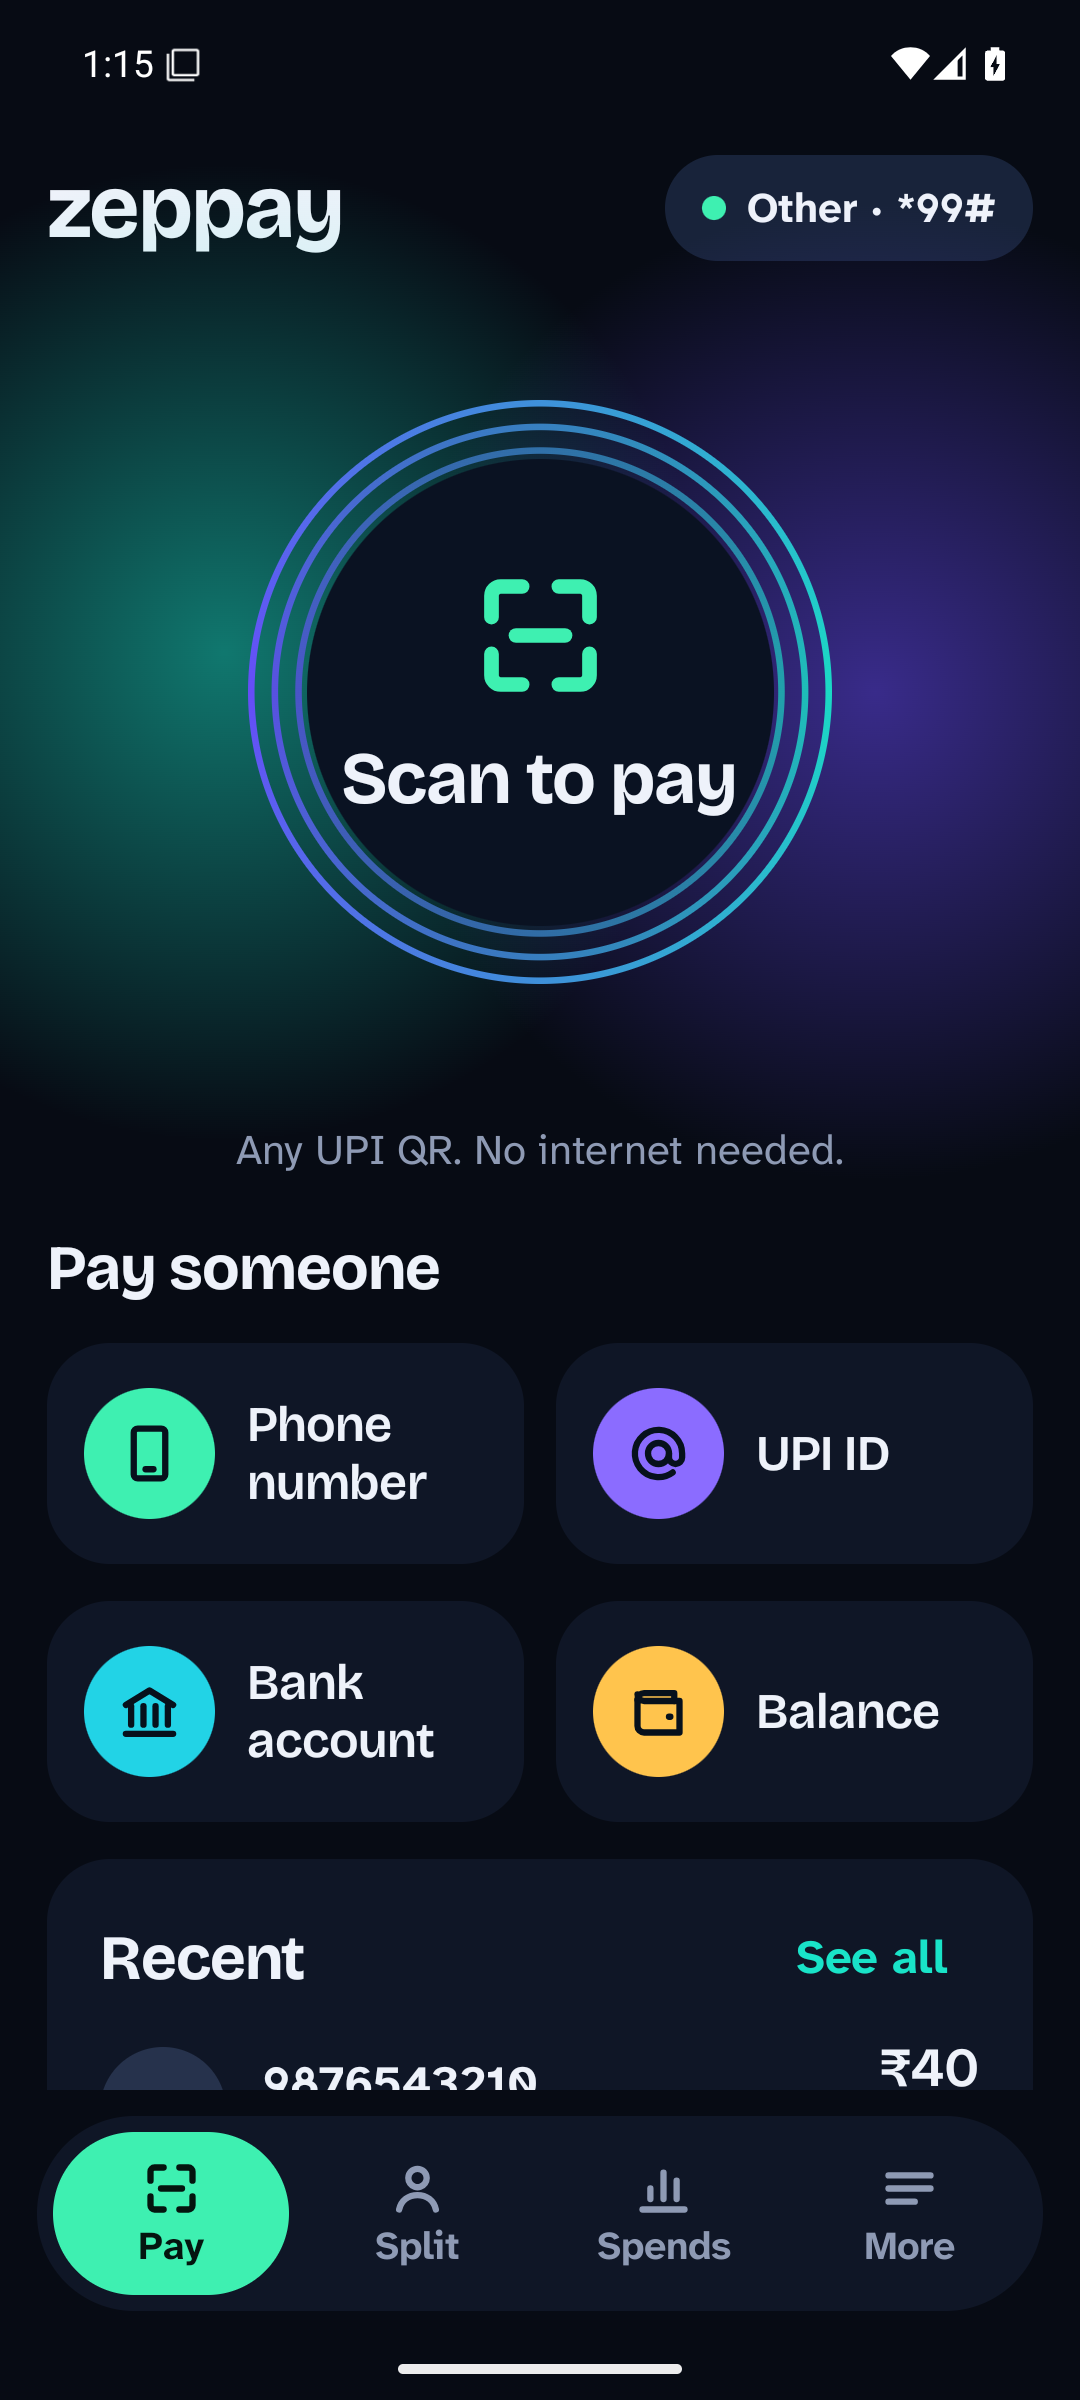 1:15
zeppay
Other · *99#
Scan to pay
Any UPI QR. No internet needed.
Pay someone
Phone
number
UPI ID
Bank
account
Balance
Recent
See all
9876543210
₹40
Pay
Split
Spends
More